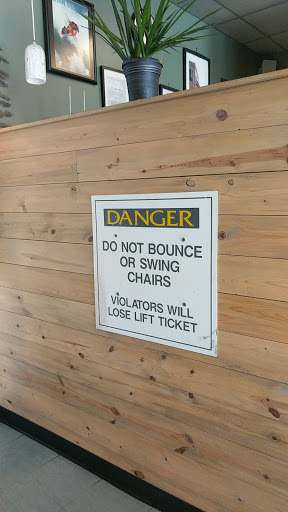 DANGER
DO NOT BOUNCE
OR SWING
CHAIRS
VIOLATORS WILL
LOSE LIFT TICKET